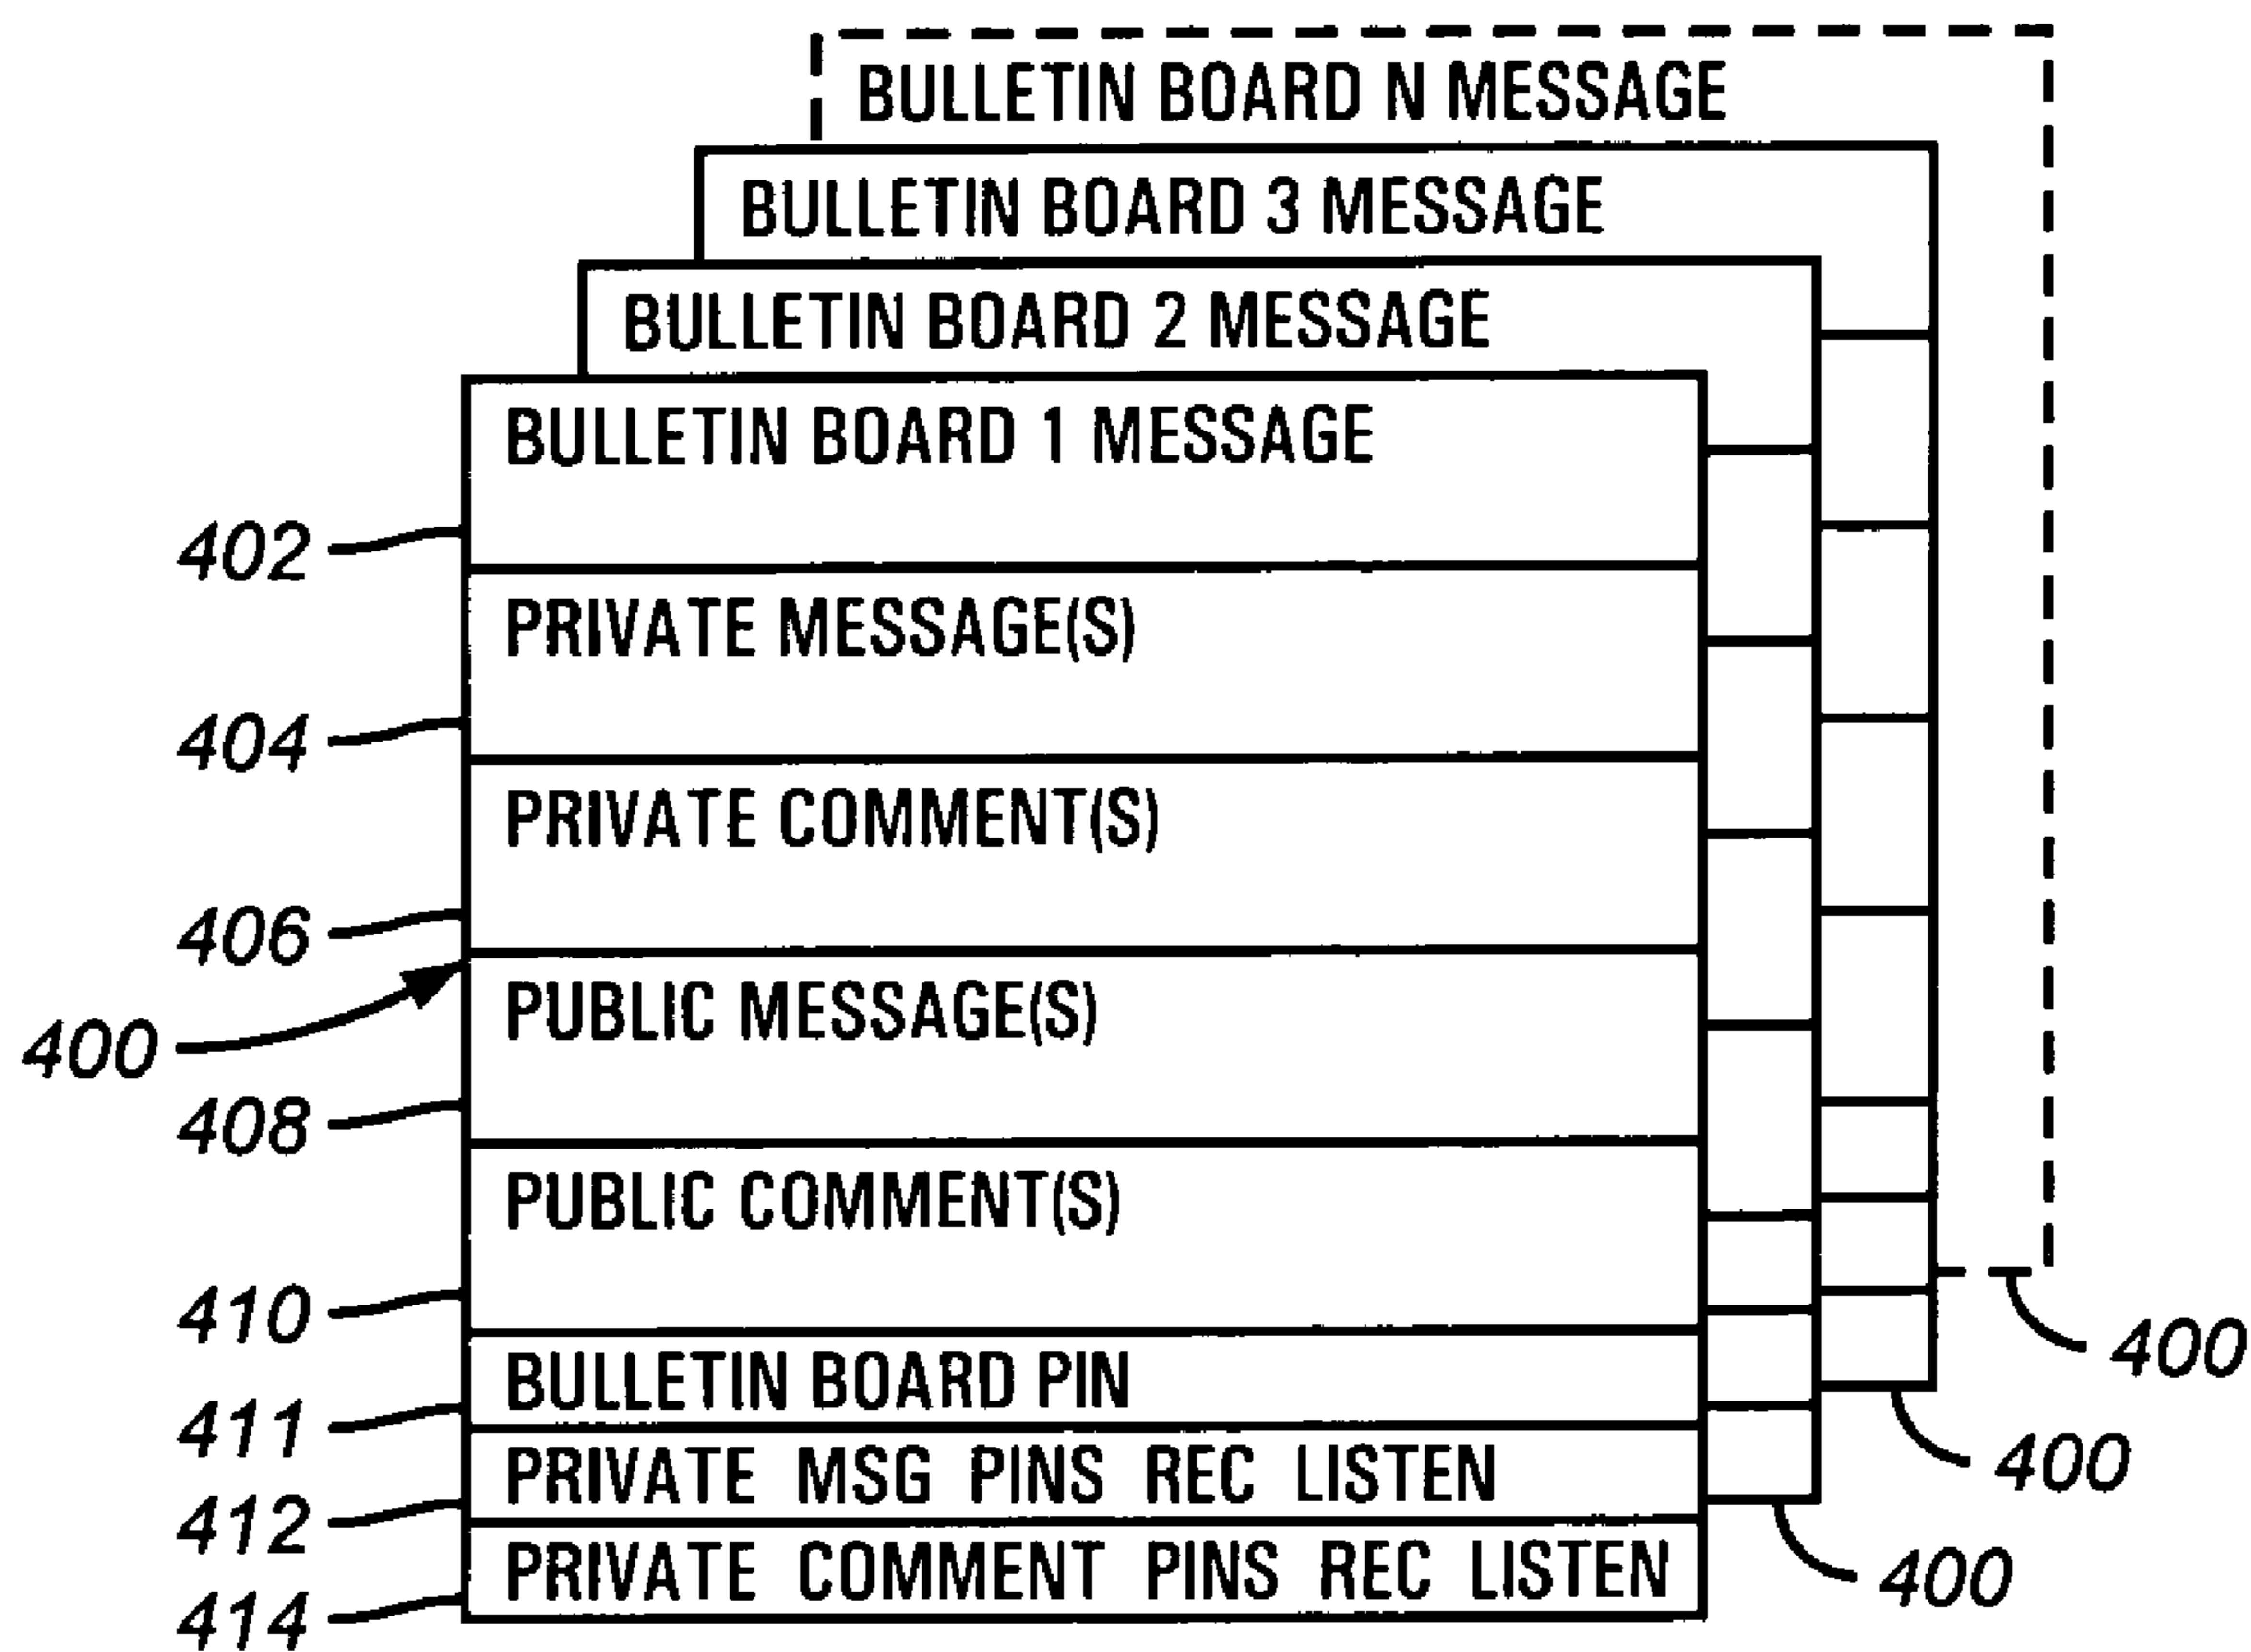 BULLETIN BOARD N MESSAGE
BULLETIN BOARD 3 MESSAGE
BULLETIN BOARD 2 MESSAGE
BULLETIN BOARD 1 MESSAGE
402
PRIVATE MESSAGE(S)
404
PRIVATE COMMENT(S)
406
PUBLIC MESSAGE(S)
400
408
PUBLIC COMMENT(S)
410
400
BULLETIN BOARD PIN
411
400
PRIVATE MSG PINS REC LISTEN
412
PRIVATE COMMENT PINS REC LISTEN
400
414